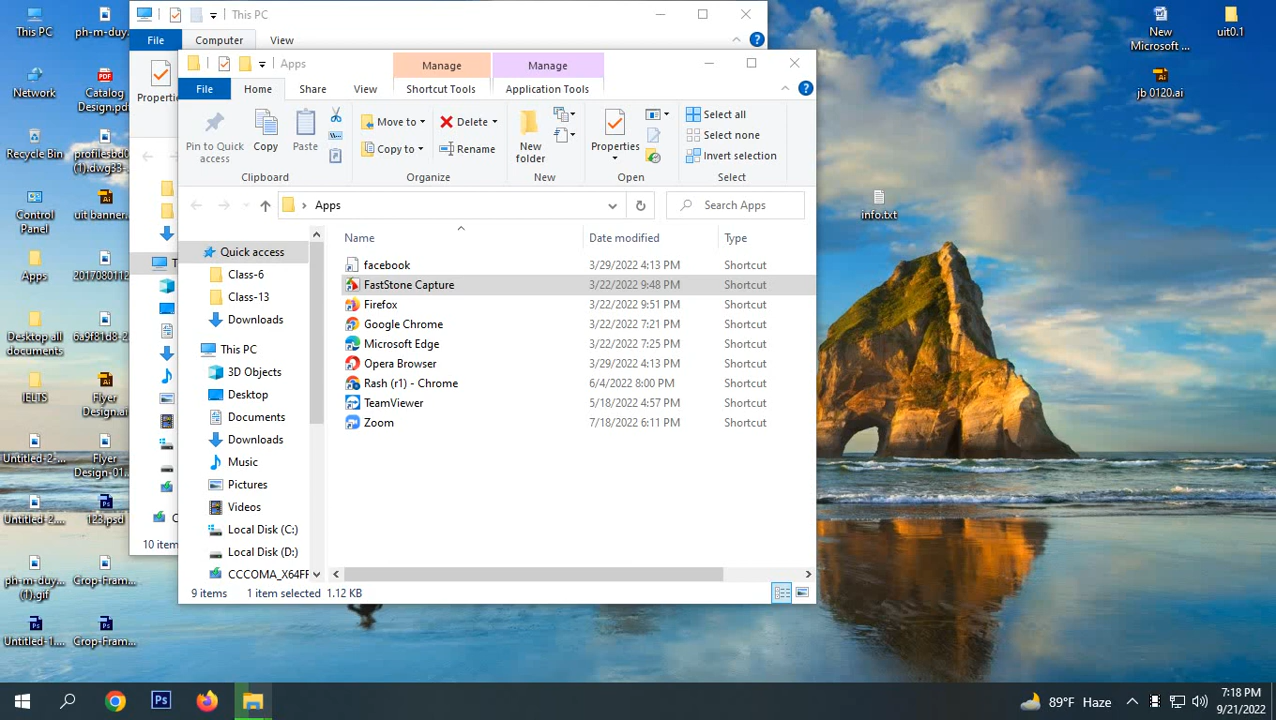 This PC
File
Computer
View
Properti
10 item
Apps
Manage
Manage
File
Home
Share
View
Shortcut Tools
Application Tools
Pin to Quick
access
Copy
Paste
Clipboard
Move to
Copy to
Delete
Rename
Organize
New
folder
New
Properties
Open
Select all
Select none
Invert selection
Select
Apps
Search Apps
Name
Date modified
Type
facebook 3/29/2022 4:13 PM Shortcut
FastStone Capture 3/22/2022 9:48 PM Shortcut
Firefox 3/22/2022 9:51 PM Shortcut
Google Chrome 3/22/2022 7:21 PM Shortcut
Microsoft Edge 3/22/2022 7:25 PM Shortcut
Opera Browser 3/29/2022 4:13 PM Shortcut
Rash (r1) - Chrome 6/4/2022 8:00 PM Shortcut
TeamViewer 5/18/2022 4:57 PM Shortcut
Zoom 7/18/2022 6:11 PM Shortcut
Quick access
Class-6
Class-13
Downloads
This PC
3D Objects
Desktop
Documents
Downloads
Music
Pictures
Videos
Local Disk (C:)
Local Disk (D:)
CCCOMA_X64FF
9 items 1 item selected 1.12 KB
This PC
Network
Recycle Bin
Control
Panel
Apps
Desktop all
documents
IELTS
Untitled-2-...
Untitled-2....
ph-m-duy...
(1).gif
Untitled-1....
ph-m-duy.
Catalog
Design.pdf
profilesbd0
(1).dwg33-
uit banner.
2017080112
6a9f81d8-2
Flyer
Design.ai
Flyer
Design-01.
123.psd
Crop-Fram...
Crop-Fram...
New
Microsoft ...
uit0.1
jb 0120.ai
info.txt
Ps
89°F Haze
7:18 PM
9/21/2022